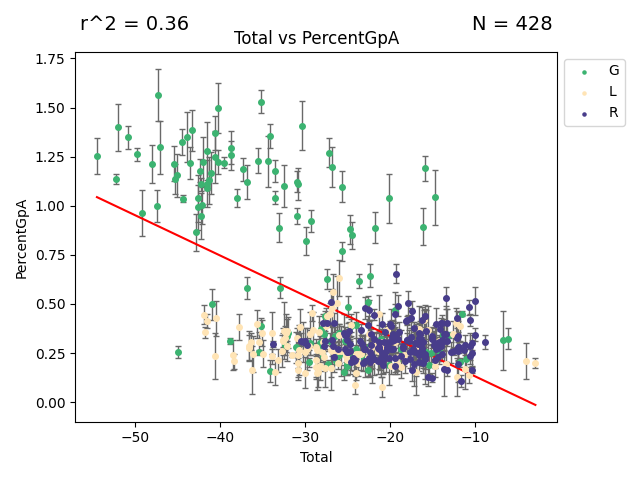 r^2 = 0.36
N = 428
Total vs PercentGpA
1.75
1.50
1.25
1.00
0.75
0.50
0.25
0.00
PercentGpA
−50
−40
−30
−20
−10
Total
G
L
R